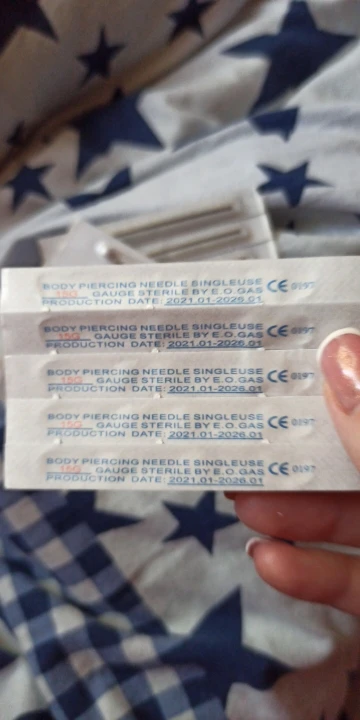 BODY PIERCING NEEDLE SINGLEUSE
GAUGE STERILE BY E.O.GAS CE 0197
PRODUCTION DATE: 2021.01-2026.01
BODY PIERCING NEEDLE SINGLEUSE
15G GAUGE STERILE BY E.O.GAS CE 0197
PRODUCTION DATE: 2021.01-2026.01
BODY PIERCING NEEDLE SINGLEUSE
15G GAUGE STERILE BY E.O.GAS CE 0197
PRODUCTION DATE: 2021.01-2026.01
BODY PIERCING NEEDLE SINGLEUSE
15G GAUGE STERILE BY E.O.GAS CE 0197
PRODUCTION DATE: 2021.01-2026.01
BODY PIERCING NEEDLE SINGLEUSE
GAUGE STERILE BY E.O.GAS CE 0197
PRODUCTION DATE: 2021.01-2026.01